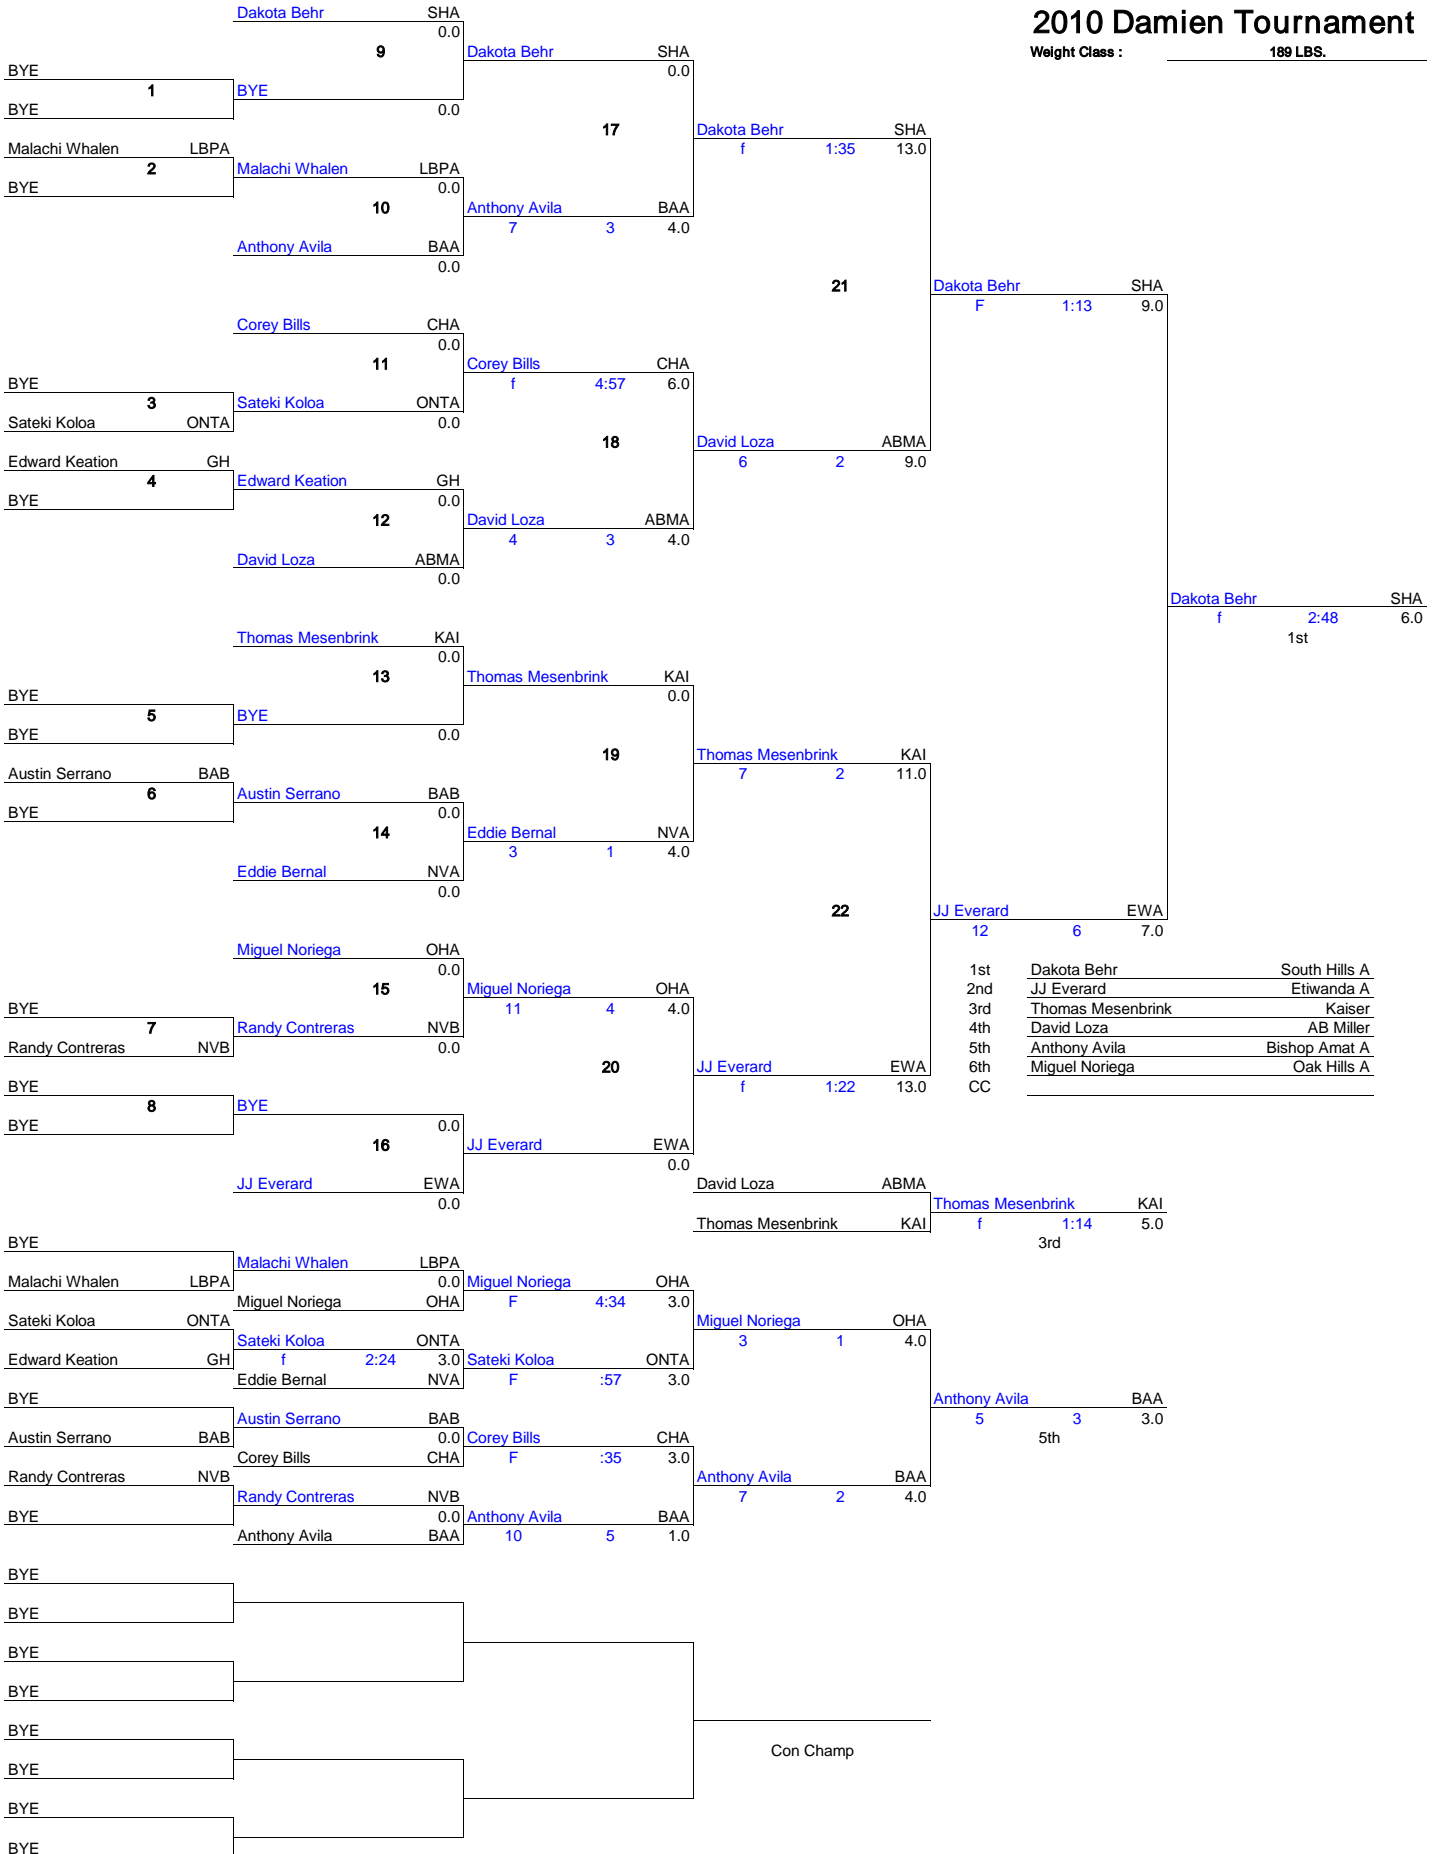 2010 Damien Tournament
Weight Class : 189 LBS.
Dakota Behr SHA
0.0
9
Dakota Behr SHA
0.0
BYE
1
BYE
BYE
0.0
17
Dakota Behr SHA
f 1:35 13.0
Malachi Whalen LBPA
2
Malachi Whalen LBPA
0.0
BYE
10
Anthony Avila BAA
7 3 4.0
Anthony Avila BAA
0.0
21
Dakota Behr SHA
F 1:13 9.0
Corey Bills CHA
0.0
11
Corey Bills CHA
f 4:57 6.0
BYE
3
Sateki Koloa ONTA
0.0
Sateki Koloa ONTA
18
David Loza ABMA
6 2 9.0
Edward Keation GH
4
Edward Keation GH
0.0
BYE
12
David Loza ABMA
4 3 4.0
David Loza ABMA
0.0
Dakota Behr SHA
f 2:48 6.0
1st
Thomas Mesenbrink KAI
0.0
13
Thomas Mesenbrink KAI
0.0
BYE
5
BYE
BYE
0.0
19
Thomas Mesenbrink KAI
7 2 11.0
Austin Serrano BAB
6
Austin Serrano BAB
0.0
BYE
14
Eddie Bernal NVA
3 1 4.0
Eddie Bernal NVA
0.0
22
JJ Everard EWA
12 6 7.0
Miguel Noriega OHA
0.0
15
Miguel Noriega OHA
11 4 4.0
BYE
7
Randy Contreras NVB
0.0
Randy Contreras NVB
20
JJ Everard EWA
f 1:22 13.0
BYE
8
BYE
0.0
BYE
16
JJ Everard EWA
0.0
JJ Everard EWA
0.0
1st Dakota Behr South Hills A
2nd JJ Everard Etiwanda A
3rd Thomas Mesenbrink Kaiser
4th David Loza AB Miller
5th Anthony Avila Bishop Amat A
6th Miguel Noriega Oak Hills A
CC
David Loza ABMA
Thomas Mesenbrink KAI
f 1:14 5.0
3rd
Thomas Mesenbrink KAI
BYE
Malachi Whalen LBPA
0.0
Malachi Whalen LBPA
Miguel Noriega OHA
Miguel Noriega OHA
F 4:34 3.0
Sateki Koloa ONTA
Miguel Noriega OHA
3 1 4.0
Sateki Koloa ONTA
f 2:24 3.0
Edward Keation GH
Sateki Koloa ONTA
F :57 3.0
Eddie Bernal NVA
BYE
Anthony Avila BAA
5 3 3.0
5th
Austin Serrano BAB
0.0
Austin Serrano BAB
Corey Bills CHA
F :35 3.0
Corey Bills CHA
Randy Contreras NVB
Anthony Avila BAA
7 2 4.0
Randy Contreras NVB
0.0
BYE
Anthony Avila BAA
10 5 1.0
Anthony Avila BAA
BYE
BYE
BYE
BYE
BYE
Con Champ
BYE
BYE
BYE